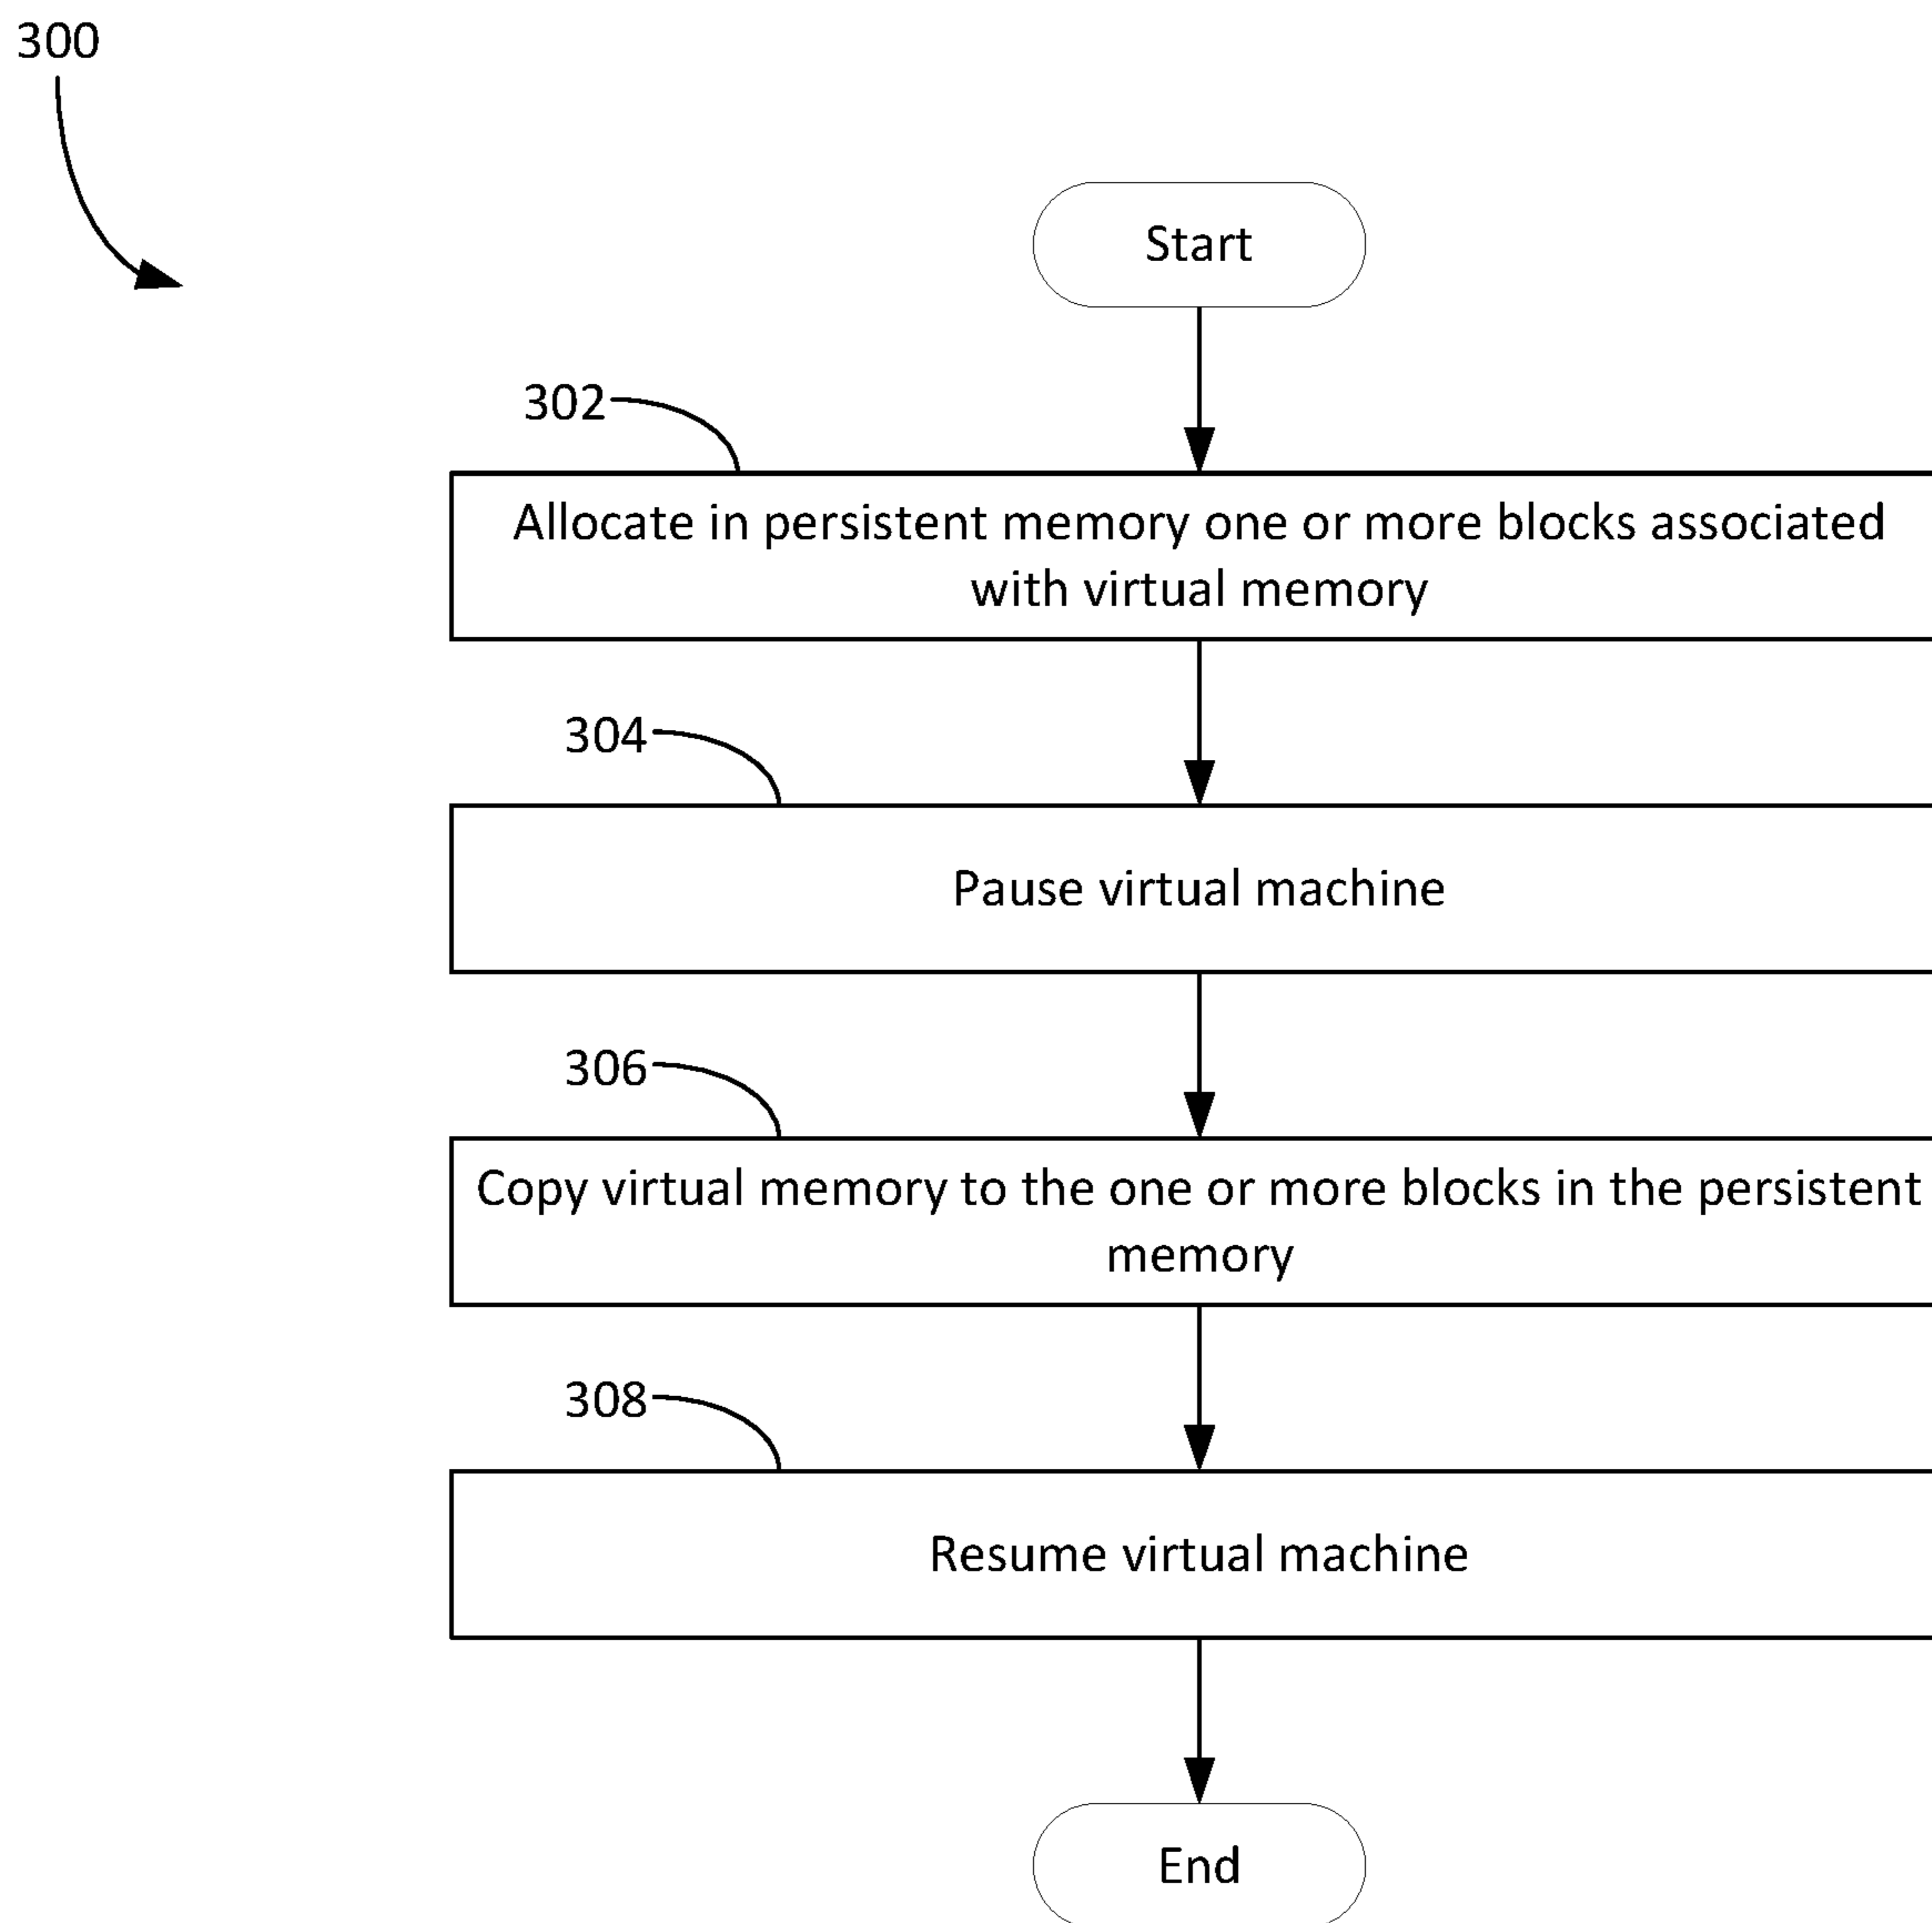 300
Start
302
Allocate in persistent memory one or more blocks associated
with virtual memory
304
Pause virtual machine
306
Copy virtual memory to the one or more blocks in the persistent
memory
308
Resume virtual machine
End